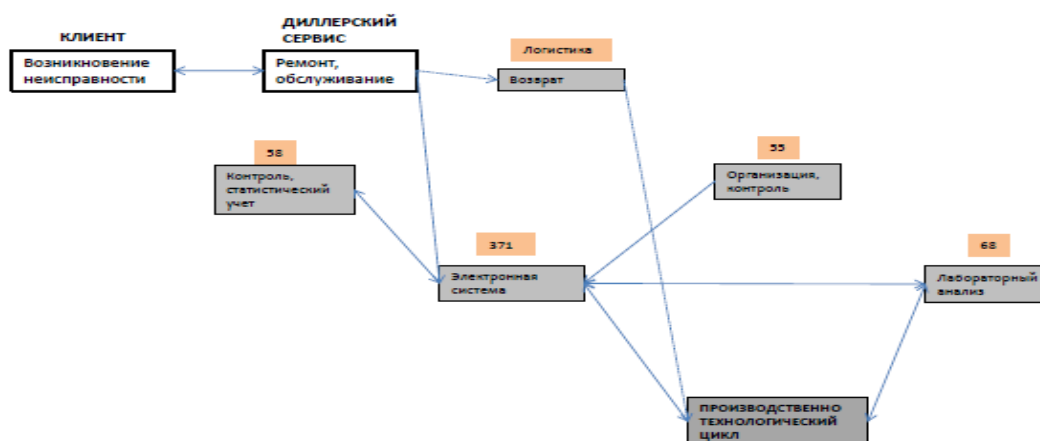 КЛИЕНТ
Возникновение
неисправности
ДИЛЛЕРСКИЙ
СЕРВИС
Ремонт,
обслуживание
Логистика
Возврат
58
Контроль,
статистический
учет
55
Организация,
контроль
371
Электронная
система
68
Лабораторный
анализ
ПРОИЗВОДСТВЕННО
ТЕХНОЛОГИЧЕСКИЙ
ЦИКЛ